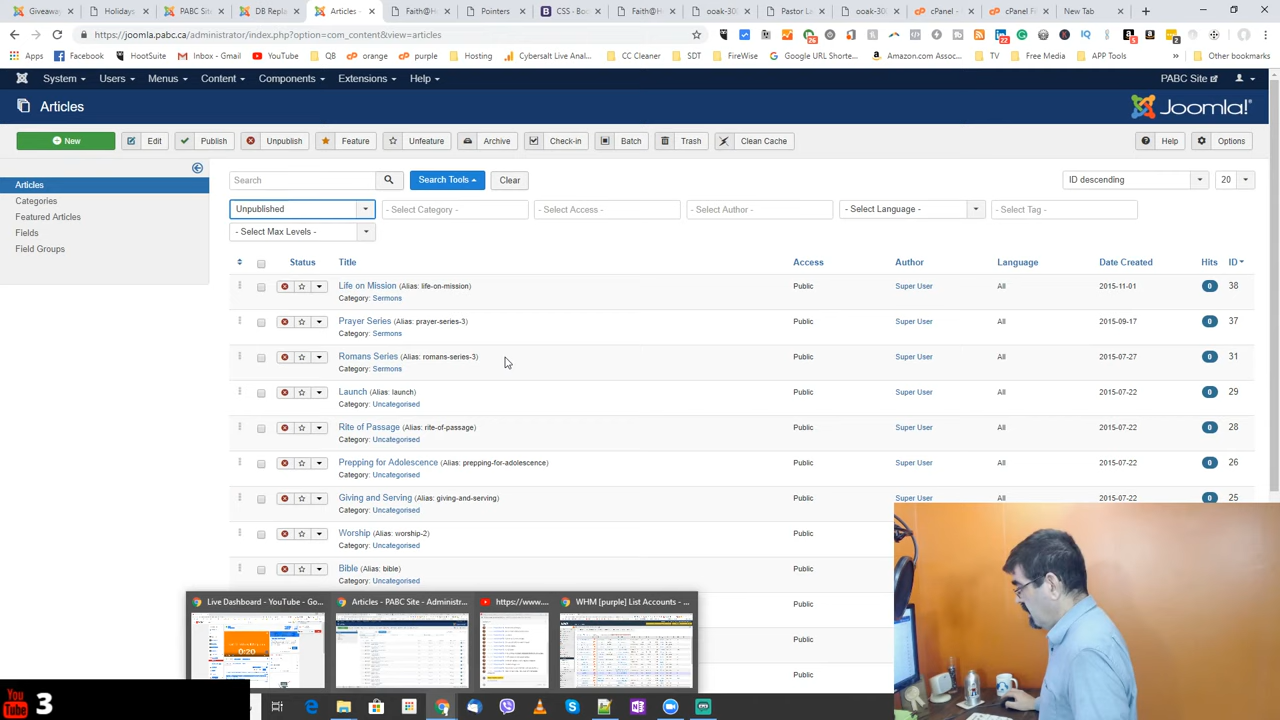 Giveaw
Holidays
PABC Sit
DB Repla
Articles -
Faith@H
Pointers
CSS · Bo
Faith@H
ooak-30
Pastor La
ooak-30
cPanel -
cPanel F
New Tab
https://joomla.pabc.ca/administrator/index.php?option=com_content&view=articles
Apps
Facebook
HootSuite
Inbox - Gmail
YouTube
QB
orange
purple
Hosting
Cybersalt Live Anal...
CC Cleaner
SDT
FireWise
Google URL Shorte...
Amazon.com Assoc...
TV
Free Media
APP Tools
Other bookmarks
System
Users
Menus
Content
Components
Extensions
Help
PABC Site
Articles
Joomla!
New
Edit
Publish
Unpublish
Feature
Unfeature
Archive
Check-in
Batch
Trash
Clean Cache
Help
Options
Articles
Categories
Featured Articles
Fields
Field Groups
Search
Search Tools
Clear
ID descending
20
Unpublished
- Select Category -
- Select Access -
- Select Author -
- Select Language -
- Select Tag -
- Select Max Levels -
Status
Title
Access
Author
Language
Date Created
Hits
ID
Life on Mission (Alias: life-on-mission)
Category: Sermons
Public
Super User
All
2015-11-01
0
38
Prayer Series (Alias: prayer-series-3)
Category: Sermons
Public
Super User
All
2015-09-17
0
37
Romans Series (Alias: romans-series-3)
Category: Sermons
Public
Super User
All
2015-07-27
0
31
Launch (Alias: launch)
Category: Uncategorised
Public
Super User
All
2015-07-22
0
29
Rite of Passage (Alias: rite-of-passage)
Category: Uncategorised
Public
Super User
All
2015-07-22
0
28
Prepping for Adolescence (Alias: prepping-for-adolescence)
Category: Uncategorised
Public
Super User
All
2015-07-22
0
26
Giving and Serving (Alias: giving-and-serving)
Category: Uncategorised
Public
Super User
All
2015-07-22
0
25
Worship (Alias: worship-2)
Category: Uncategorised
Public
Bible (Alias: bible)
Category: Uncategorised
Public
Public
Public
Public
Live Dashboard - YouTube - Go...
Articles - PABC Site - Administr...
https://www....
WHM [purple] List Accounts - ...
0:20
You
Tube
3